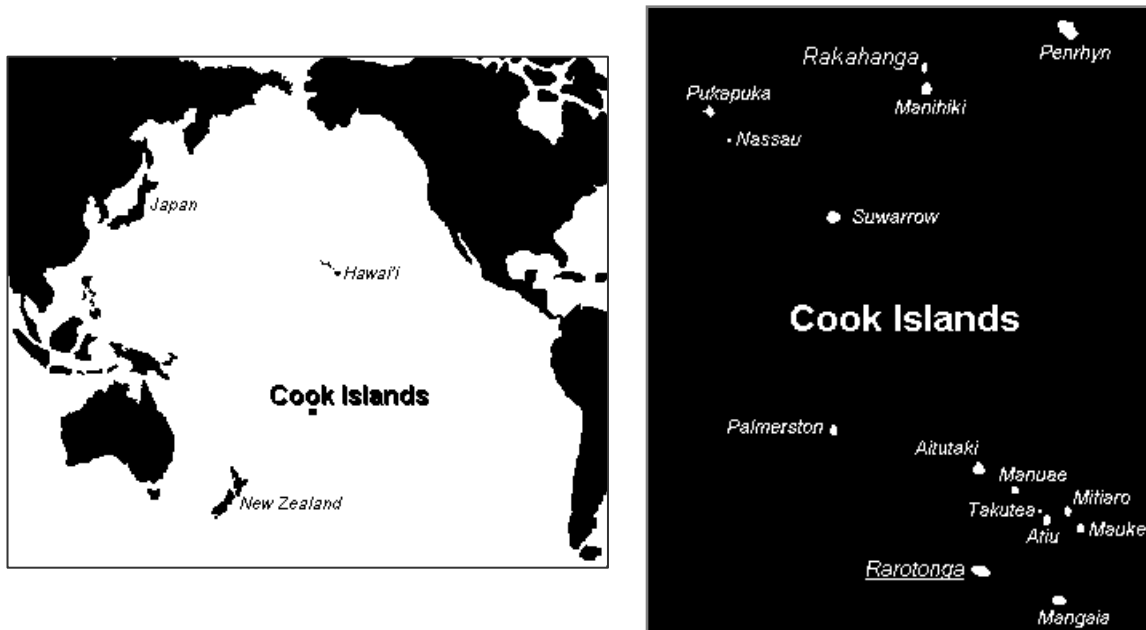 Japan
Hawai'i
Cook Islands
New Zealand
Penrhyn
Rakahanga
Manihiki
Pukapuka
Nassau
Suwarrow
Cook Islands
Palmerston
Aitutaki
Manuae
Mitiaro
Takutea
Atiu
Mauke
Rarotonga
Mangaia